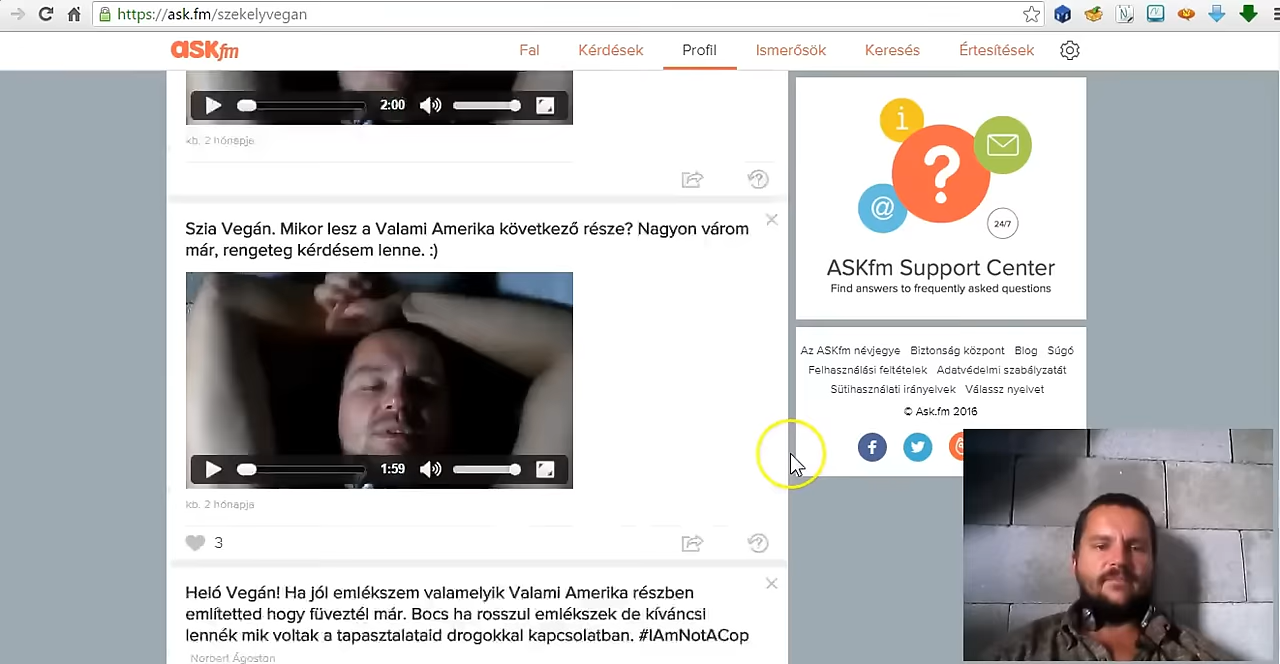 https://ask.fm/szekelyvegan
ASKfm
Fal Kérdések Profil Ismerősök Keresés Értesítések
2:00
kb. 2 hónapje
Szia Vegán. Mikor lesz a Valami Amerika következő része? Nagyon várom
már, rengeteg kérdésem lenne. :)
1:59
kb. 2 hónapja
3
Heló Vegán! Ha jól emlékszem valamelyik Valami Amerika részben
említetted hogy füveztél már. Bocs ha rosszul emlékszek de kíváncsi
lennék mik voltak a tapasztalataid drogokkal kapcsolatban. #IAmNotACop
Norbert Ágostan
i
?
@
24/7
ASKfm Support Center
Find answers to frequently asked questions
Az ASKfm névjegye Biztonság központ Blog Súgó
Felhasználási feltételek Adatvédelmi szabályzatát
Sütihasználati irányelvek Válassz nyelvet
© Ask.fm 2016